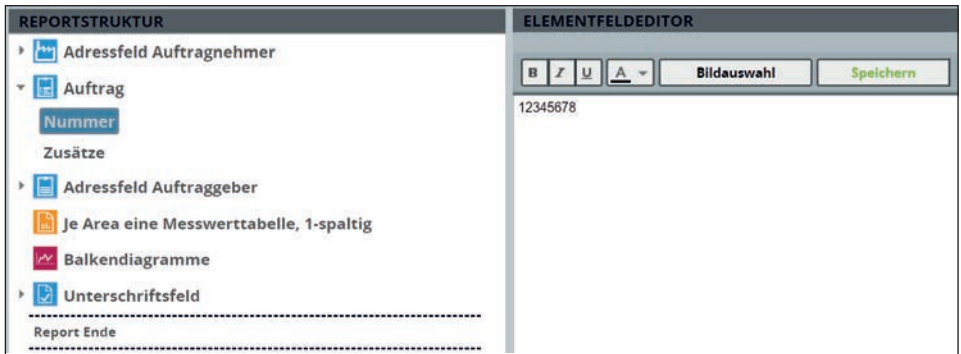 REPORTSTRUKTUR
Adressfeld Auftragnehmer
Auftrag
Nummer
Zusätze
Adressfeld Auftraggeber
Je Area eine Messwerttabelle, 1-spaltig
Balkendiagramme
Unterschriftsfeld
Report Ende
ELEMENTFELDEDITOR
B I U A Bildauswahl Speichern
12345678